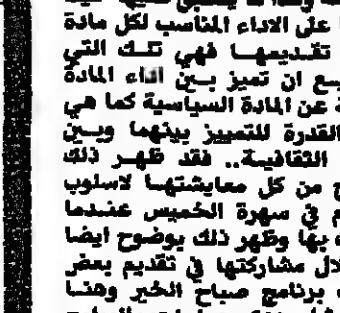 على الاداء المناسب لكل مادة
تقديمها فهي تلك التي
ان تميز بين اداء المادة
عن المادة السياسية كما هي
القدرة للتمييز بينهما وبين
الثقافية.. فقد ظهر ذلك
من كل معايشتها لاسلوب
في سهرة الخميس عندما
بها وظهر ذلك بوضوح ايضا
مشاركتها في تقديم بعض
برنامج صباح الخير وهنا